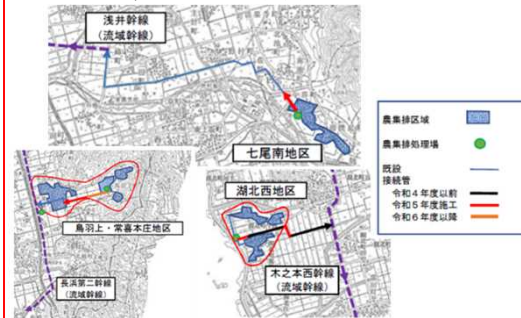 浅井幹線
(流域幹線)
七尾南地区
湖北西地区
鳥羽上・常喜本庄地区
長浜第二幹線
(流域幹線)
木之本西幹線
(流域幹線)
農集排区域
農集排処理場
既設
接続管
令和4年度以前
令和5年度施工
令和6年度以降